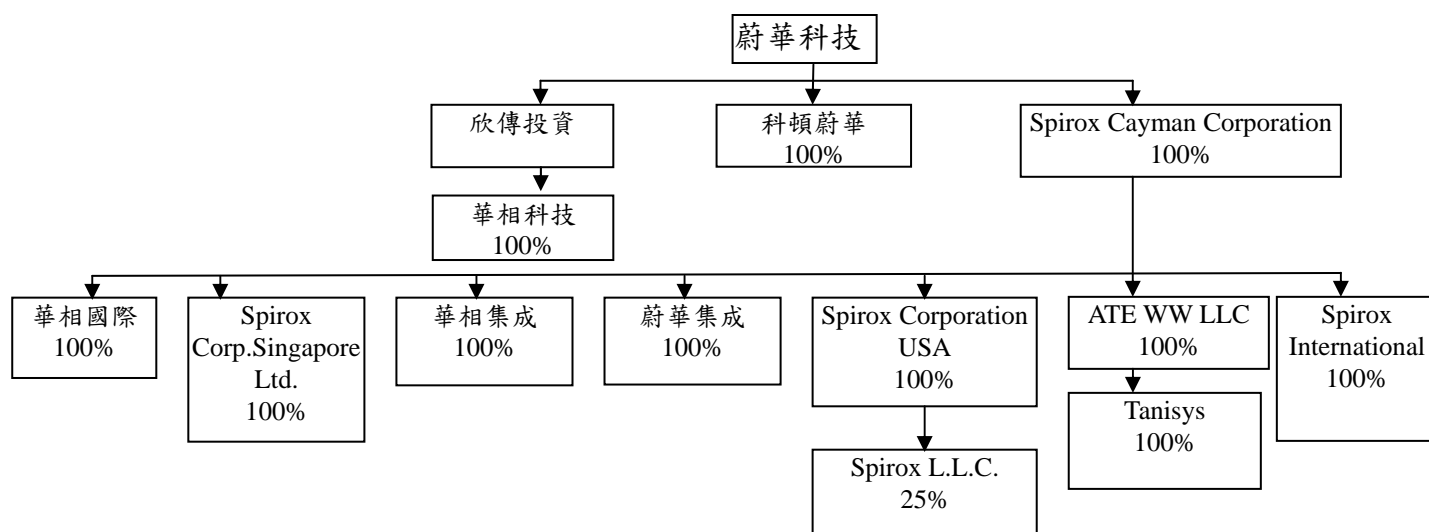 蔚華科技
欣傳投資
科頓蔚華
100%
Spirox Cayman Corporation
100%
華相科技
100%
華相國際
100%
Spirox
Corp.Singapore
Ltd.
100%
華相集成
100%
蔚華集成
100%
Spirox Corporation
USA
100%
ATE WW LLC
100%
Spirox
International
100%
Tanisys
100%
Spirox L.L.C.
25%